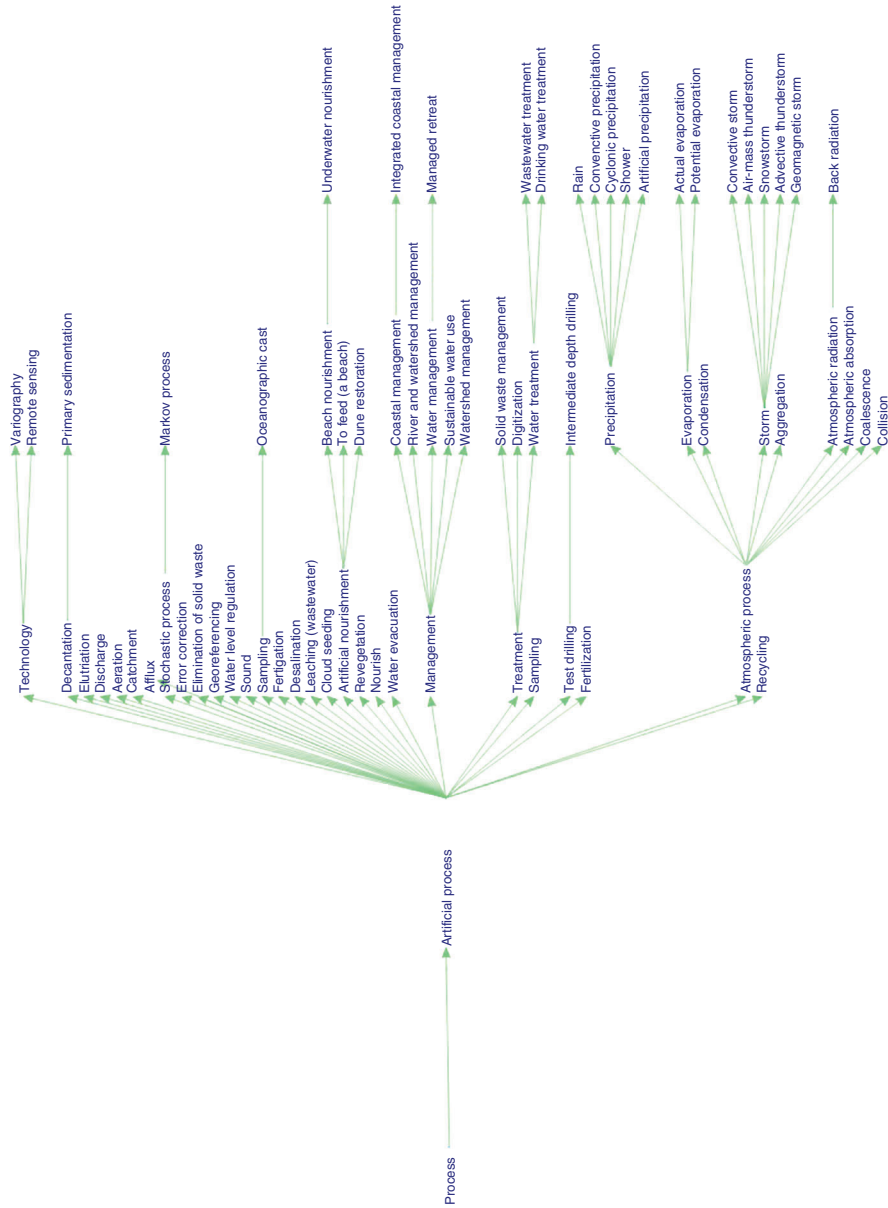 Process
Artificial process
Technology
Decantation
Elutriation
Discharge
Aeration
Catchment
Afflux
Stochastic process
Error correction
Elimination of solid waste
Georeferencing
Water level regulation
Sound
Sampling
Fertigation
Desalination
Leaching (wastewater)
Cloud seeding
Artificial nourishment
Revegetation
Nourish
Water evacuation
Management
Treatment
Sampling
Test drilling
Fertilization
Atmospheric process
Recycling
Variography
Remote sensing
Primary sedimentation
Markov process
Oceanographic cast
Beach nourishment
To feed (a beach)
Dune restoration
Coastal management
River and watershed management
Water management
Sustainable water use
Watershed management
Solid waste management
Digitization
Water treatment
Intermediate depth drilling
Precipitation
Evaporation
Condensation
Storm
Aggregation
Atmospheric radiation
Atmospheric absorption
Coalescence
Collision
Underwater nourishment
Integrated coastal management
Managed retreat
Wastewater treatment
Drinking water treatment
Rain
Convenctive precipitation
Cyclonic precipitation
Shower
Artificial precipitation
Actual evaporation
Potential evaporation
Convective storm
Air-mass thunderstorm
Snowstorm
Advective thunderstorm
Geomagnetic storm
Back radiation